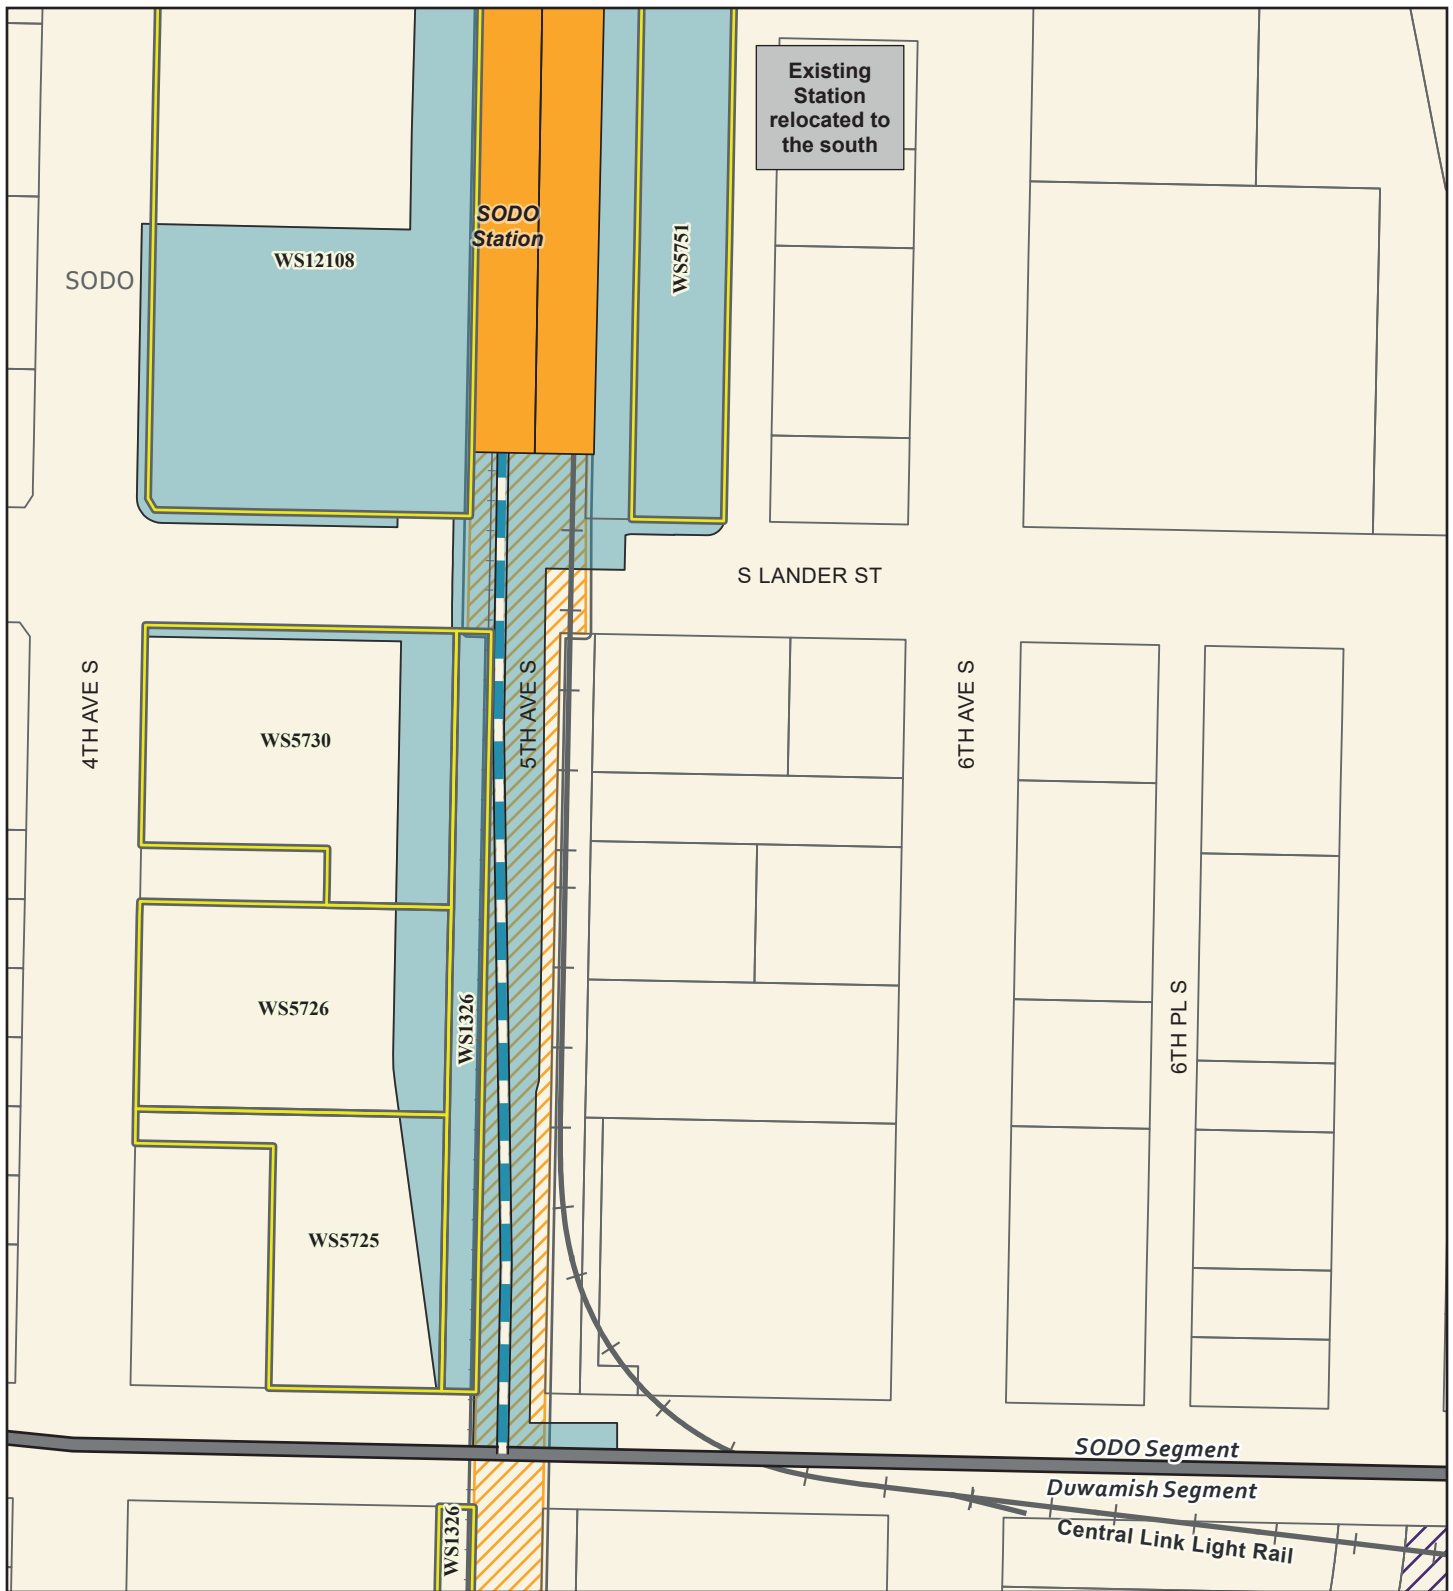 Existing
Station
relocated to
the south
SODO
Station
WS5751
WS12108
SODO
S LANDER ST
4TH AVE S
5TH AVE S
6TH AVE S
WS5730
WS5726
WS1326
6TH PL S
WS5725
SODO Segment
Duwamish Segment
Central Link Light Rail
WS1326